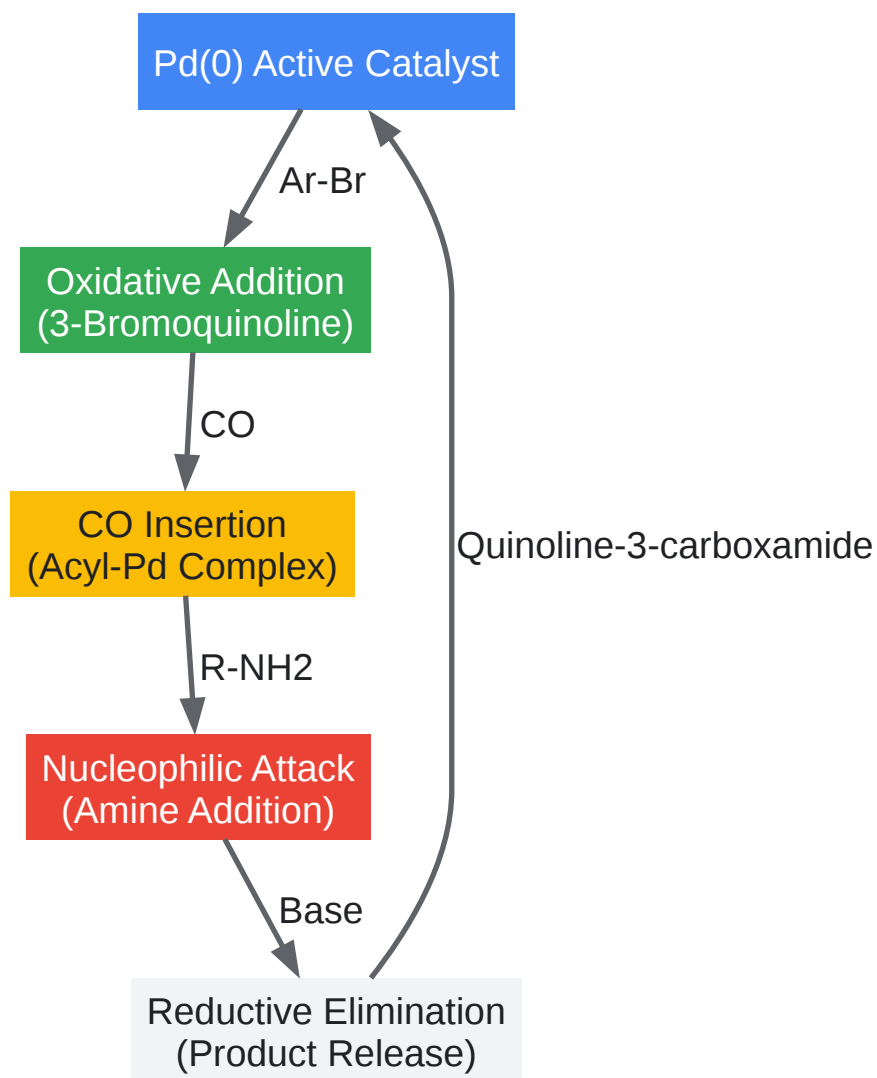 Pd(0) Active Catalyst
Ar-Br
Oxidative Addition
(3-Bromoquinoline)
CO
CO Insertion
(Acyl-Pd Complex)
Quinoline-3-carboxamide
R-NH2
Nucleophilic Attack
(Amine Addition)
Base
Reductive Elimination
(Product Release)